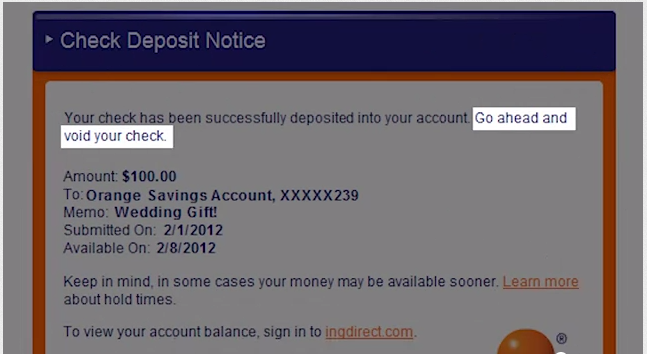 Check Deposit Notice
Your check has been successfully deposited into your account. Go ahead and
void your check.
Amount: $100.00
To: Orange Savings Account, XXXXX239
Memo: Wedding Gift!
Submitted On: 2/1/2012
Available On: 2/8/2012
Keep in mind, in some cases your money may be available sooner. Learn more
about hold times.
To view your account balance, sign in to ingdirect.com.
®